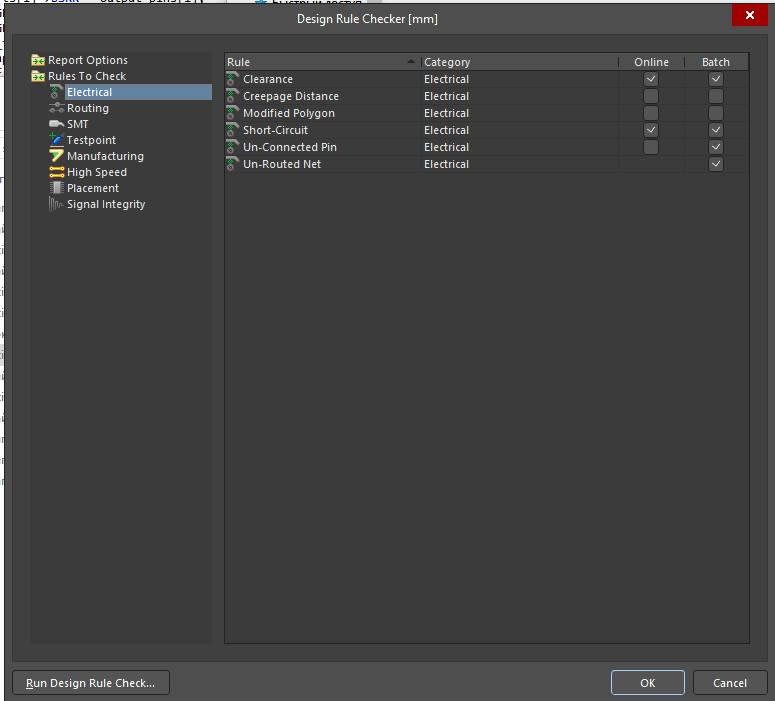 Design Rule Checker [mm]
Report Options
Rules To Check
Electrical
Routing
SMT
Testpoint
Manufacturing
High Speed
Placement
Signal Integrity
Rule Category Online Batch
Clearance Electrical
Creepage Distance Electrical
Modified Polygon Electrical
Short-Circuit Electrical
Un-Connected Pin Electrical
Un-Routed Net Electrical
Run Design Rule Check...
OK
Cancel